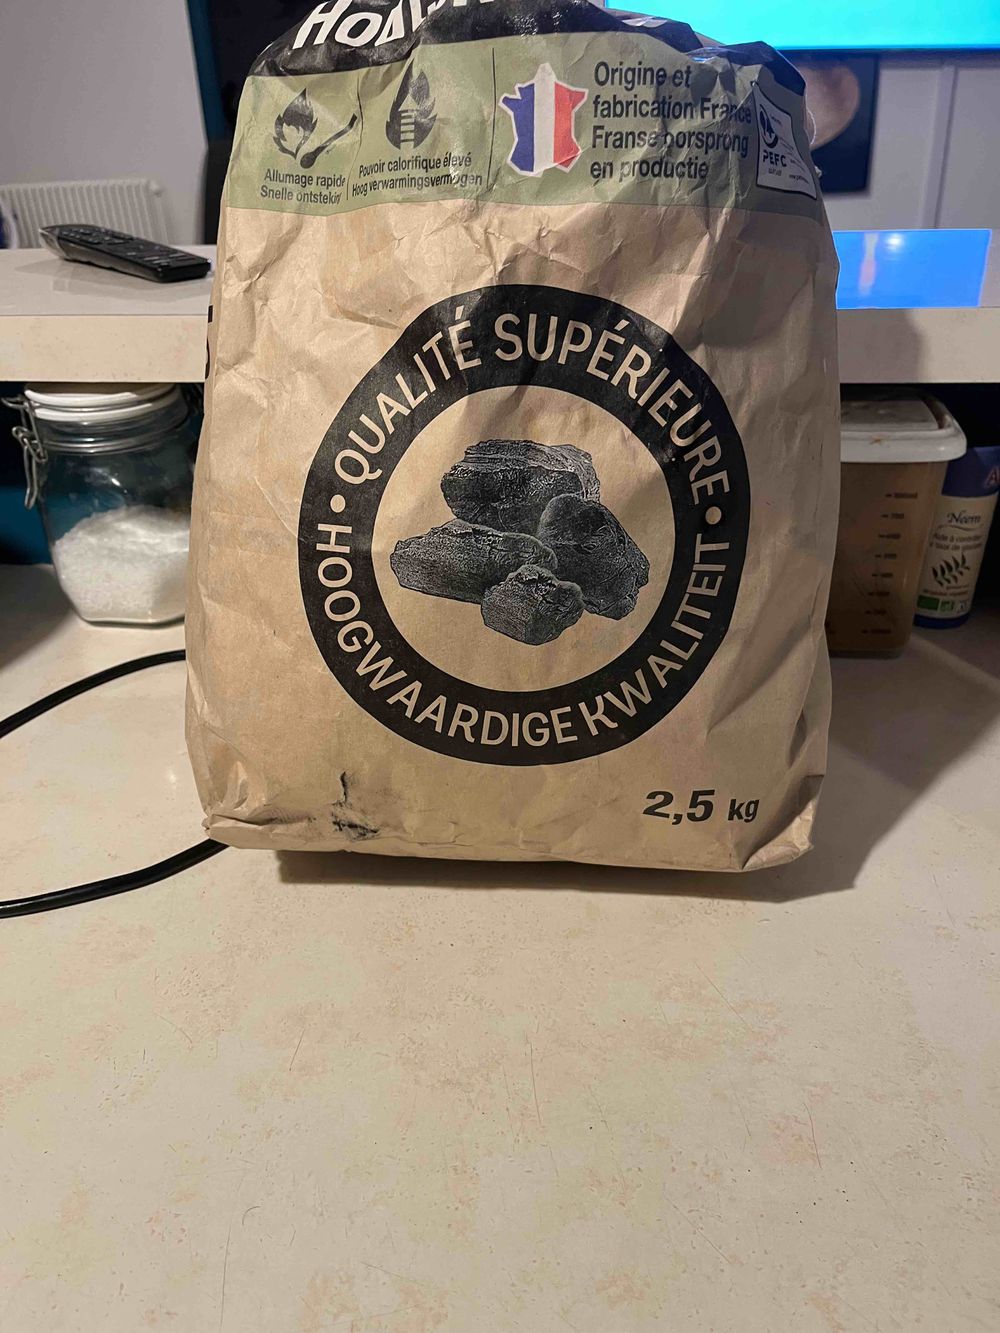 Allumage rapide
Snelle ontsteking
Pouvoir calorifique élevé
Hoog verwarmingsvermogen
Origine et
fabrication France
Franse oorsprong
en productie
PEFC
QUALITÉ SUPÉRIEURE
HOOGWAARDIGE KWALITEIT
2,5 kg
Neem